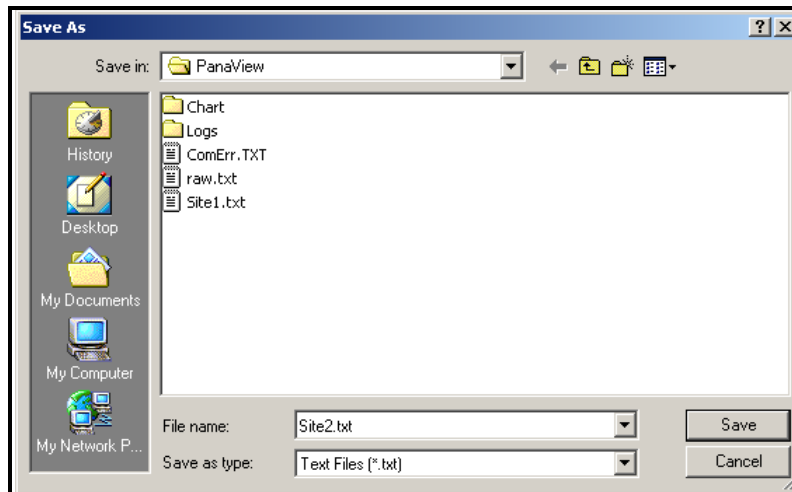 Save As
Save in: PanaView
History
Desktop
My Documents
My Computer
My Network P...
Chart
Logs
ComErr.TXT
raw.txt
Site1.txt
File name: Site2.txt Save
Save as type: Text Files (*.txt) Cancel